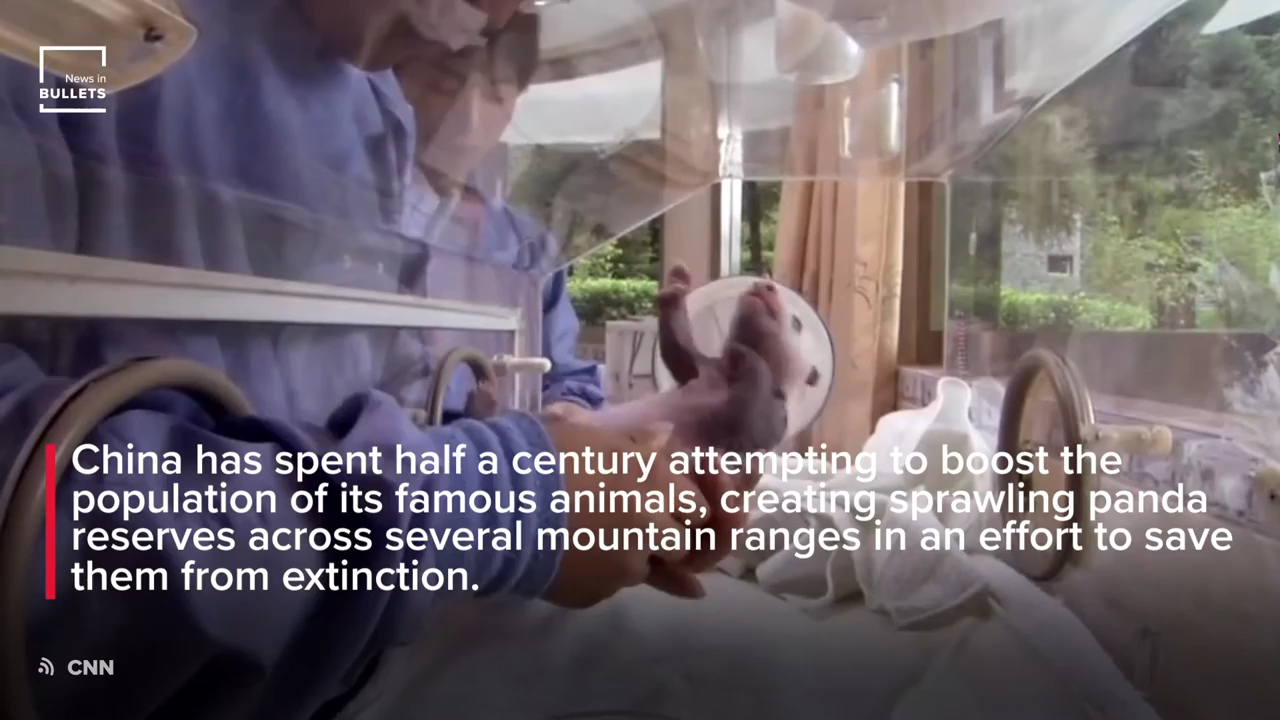 News in
BULLETS
China has spent half a century attempting to boost the
population of its famous animals, creating sprawling panda
reserves across several mountain ranges in an effort to save
them from extinction.
CNN